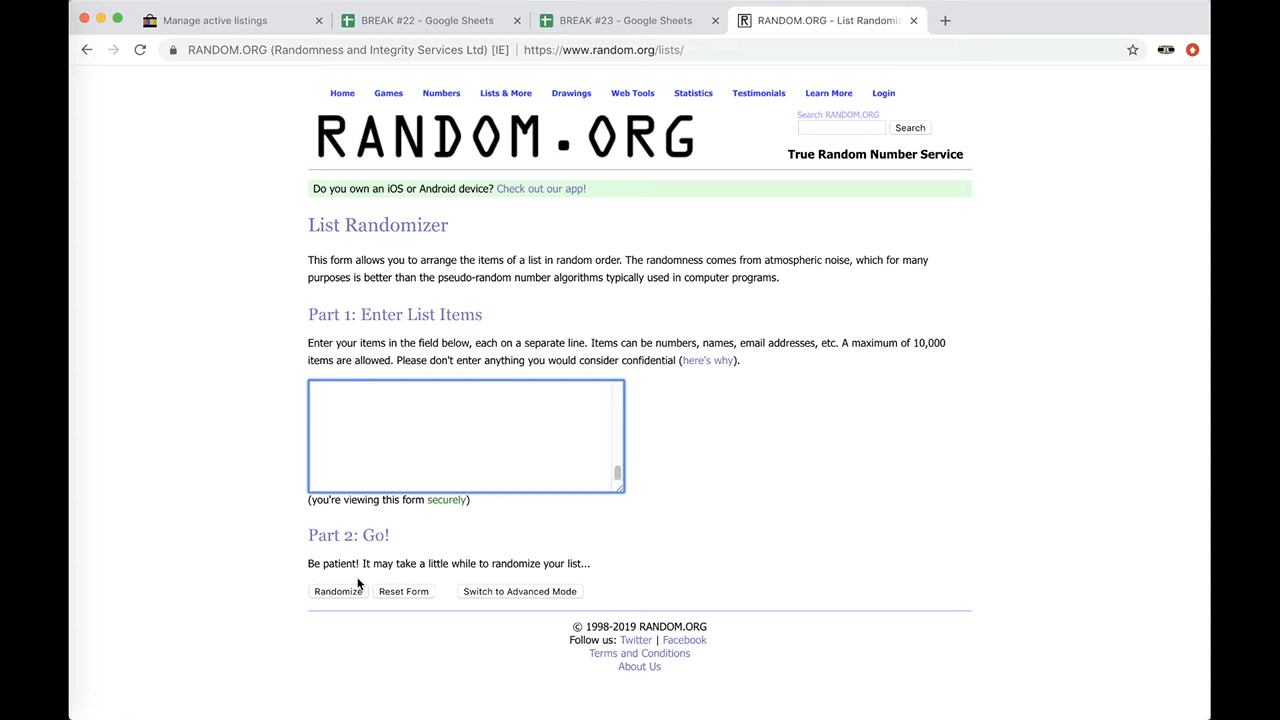 Manage active listings
BREAK #22 - Google Sheets
BREAK #23 - Google Sheets
RANDOM.ORG - List Randomiz
RANDOM.ORG (Randomness and Integrity Services Ltd) [IE] | https://www.random.org/lists/
Home Games Numbers Lists & More Drawings Web Tools Statistics Testimonials Learn More Login
RANDOM.ORG
Search RANDOM.ORG
Search
True Random Number Service
Do you own an iOS or Android device? Check out our app!
List Randomizer
This form allows you to arrange the items of a list in random order. The randomness comes from atmospheric noise, which for many
purposes is better than the pseudo-random number algorithms typically used in computer programs.
Part 1: Enter List Items
Enter your items in the field below, each on a separate line. Items can be numbers, names, email addresses, etc. A maximum of 10,000
items are allowed. Please don't enter anything you would consider confidential (here's why).
(you're viewing this form securely)
Part 2: Go!
Be patient! It may take a little while to randomize your list...
Randomize Reset Form Switch to Advanced Mode
© 1998-2019 RANDOM.ORG
Follow us: Twitter | Facebook
Terms and Conditions
About Us